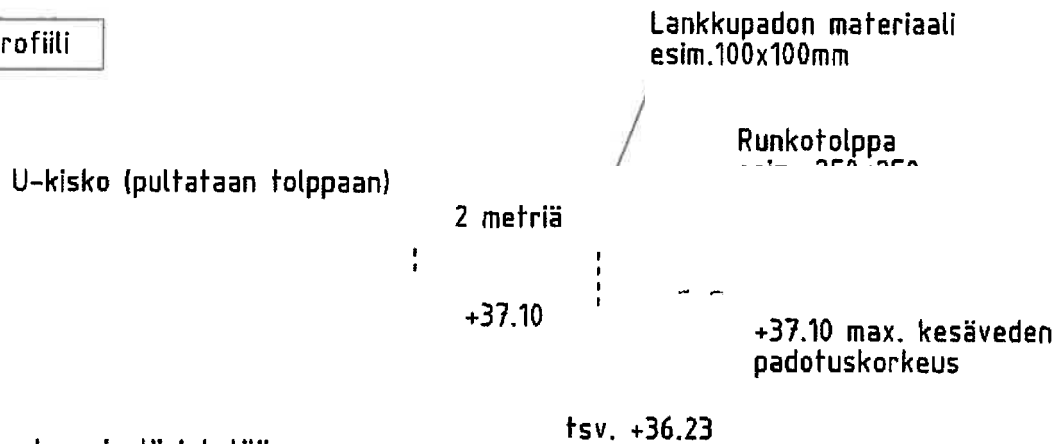 rofiili
Lankkupadon materiaali
esim.100x100mm
Runkotolppa
U-kisko (pultataan tolppaan)
2 metriä
+37.10
+37.10 max. kesäveden
padotuskorkeus
tsv. +36.23